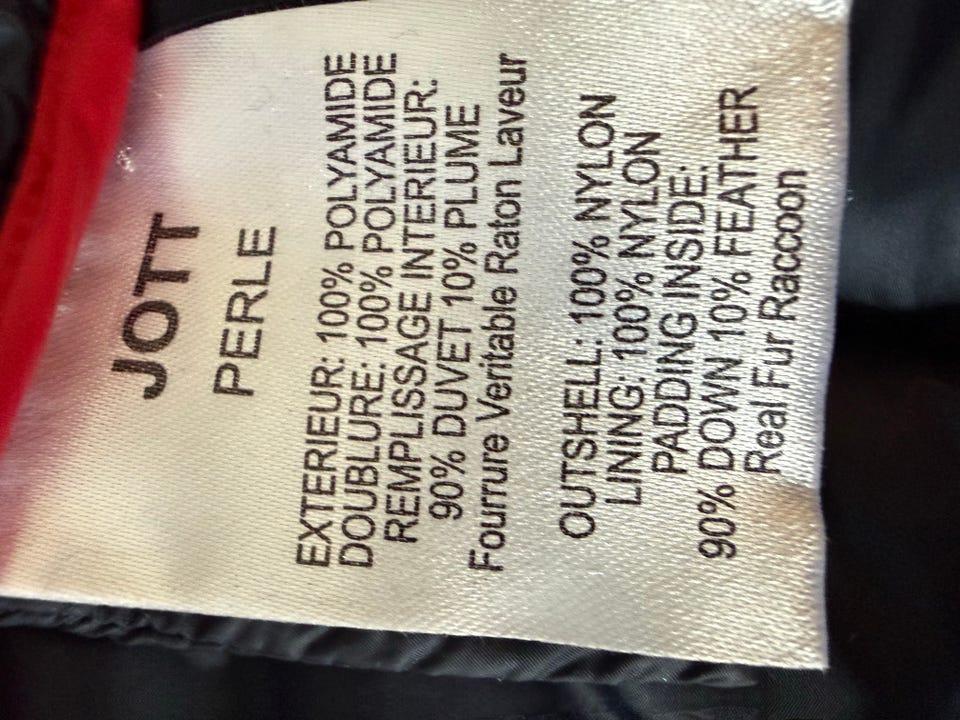 JOTT
PERLE
EXTERIEUR: 100% POLYAMIDE
DOUBLURE: 100% POLYAMIDE
REMPLISSAGE INTERIEUR:
90% DUVET 10% PLUME
Fourrure Veritable Raton Laveur
OUTSHELL: 100% NYLON
LINING: 100% NYLON
PADDING INSIDE:
90% DOWN 10% FEATHER
Real Fur Raccoon